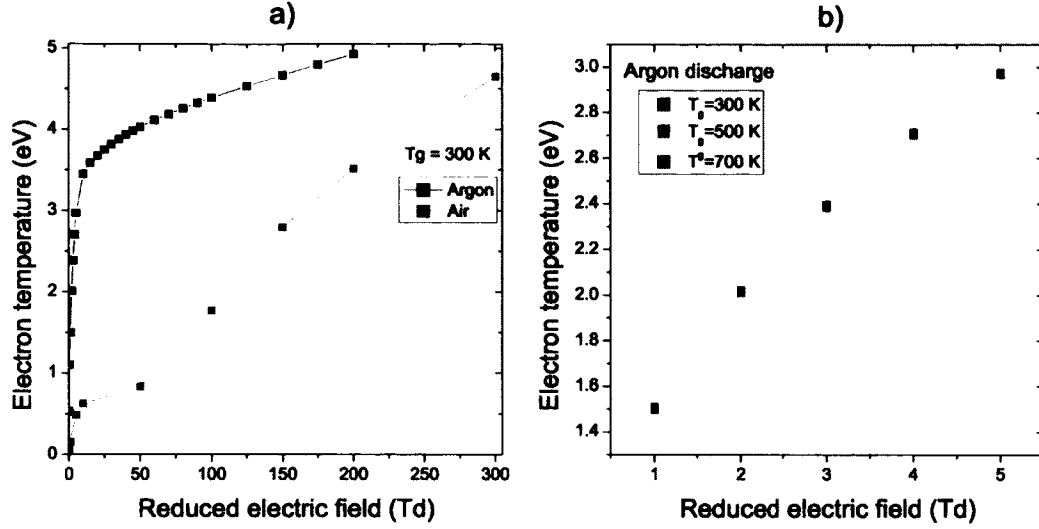 a)
5
4
3
2
1
0
0
50
100
150
200
250
300
Electron temperature (eV)
Reduced electric field (Td)
Tg = 300 K
Argon
Air
b)
3.0
2.8
2.6
2.4
2.2
2.0
1.8
1.6
1.4
1
2
3
4
5
Electron temperature (eV)
Reduced electric field (Td)
Argon discharge
Tg=300 K
Tg=500 K
Tg=700 K